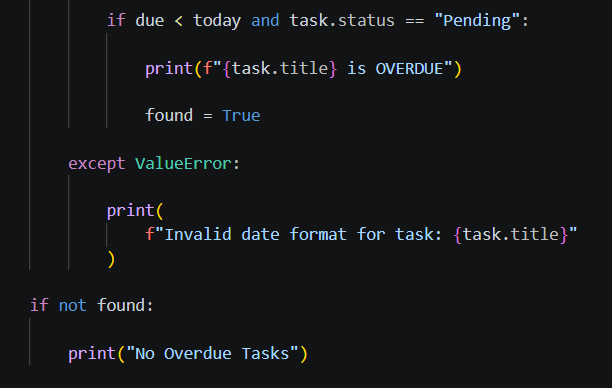 if due < today and task.status == "Pending":
print(f"{task.title} is OVERDUE")
found = True
except ValueError:
print(
f"Invalid date format for task: {task.title}"
)
if not found:
print("No Overdue Tasks")